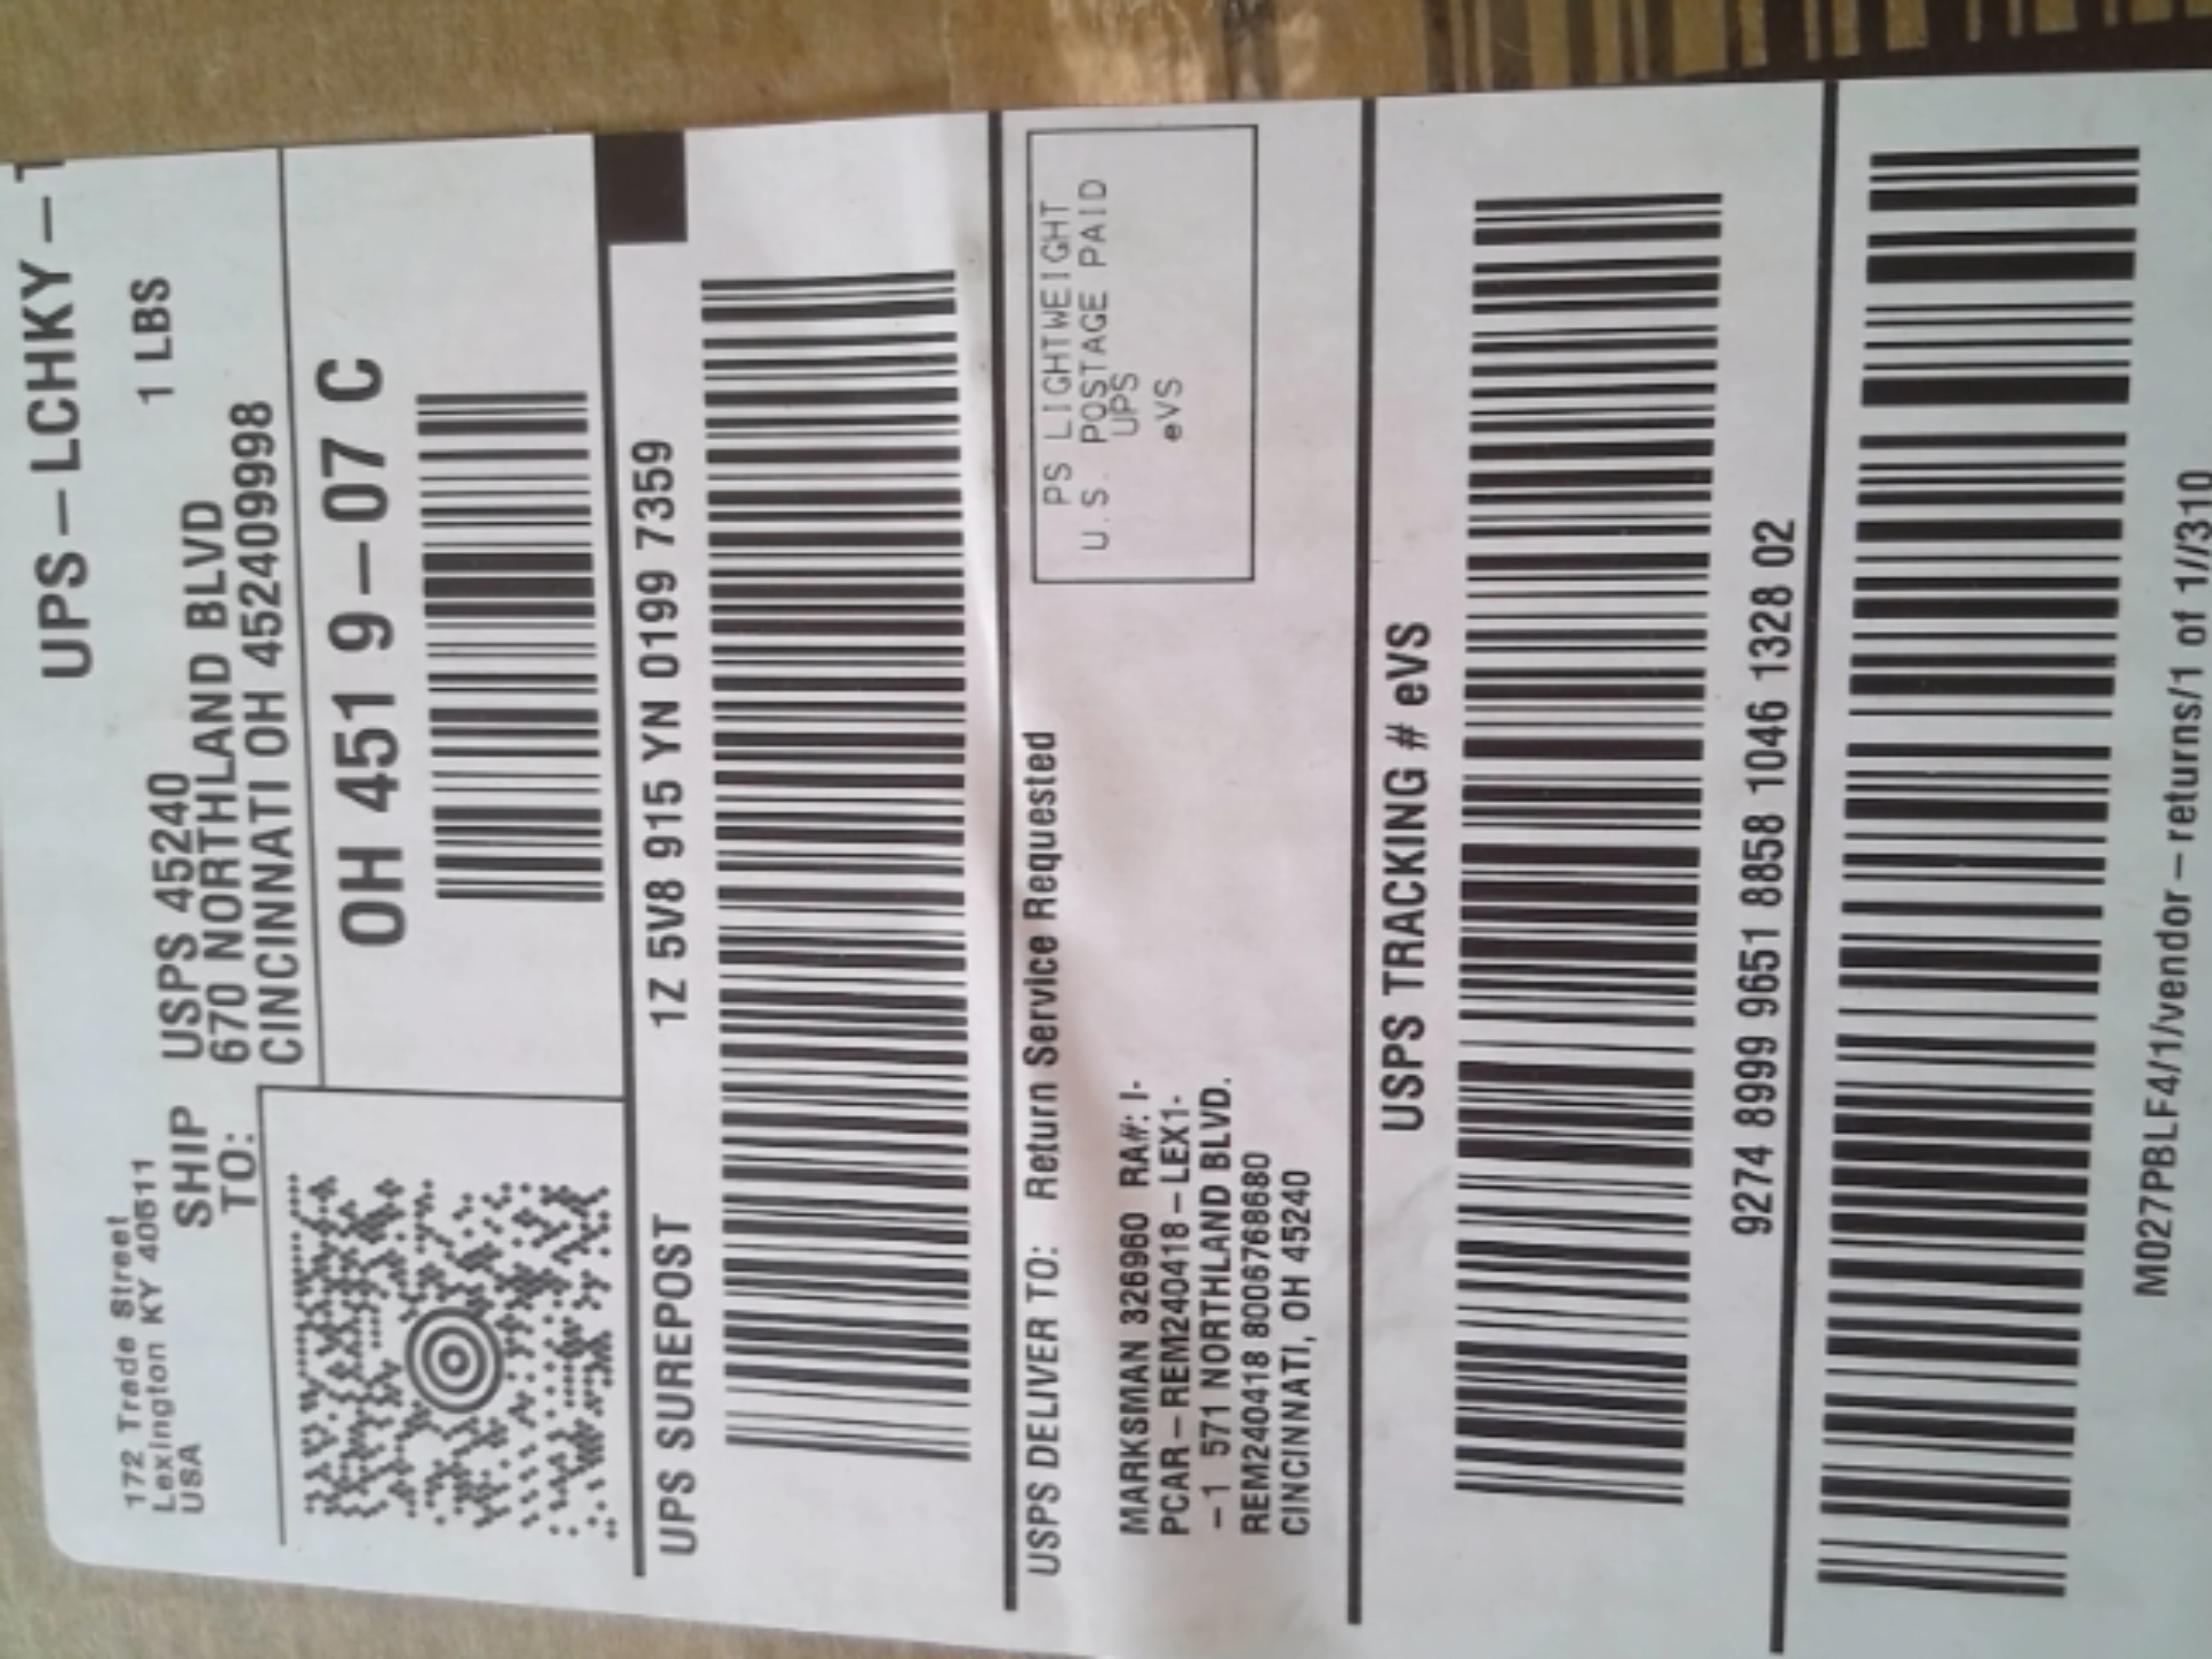 UPS-LCHKY-
1 LBS
172 Trade Street
Lexington KY 40511
USA
SHIP
TO:
USPS 45240
670 NORTHLAND BLVD
CINCINNATI OH 452409998
OH 451 9-07 C
UPS SUREPOST
1Z 5V8 915 YN 0199 7359
USPS DELIVER TO: Return Service Requested
PS LIGHTWEIGHT
U.S. POSTAGE PAID
UPS
eVS
MARKSMAN 326960 RA#: I-
PCAR-REM240418-LEX1-
-1 571 NORTHLAND BLVD.
REM240418 8006768680
CINCINNATI, OH 45240
USPS TRACKING # eVS
9274 8999 9651 8858 1046 1328 02
M027PBLF4/1/vendor-returns/1 of 1//310